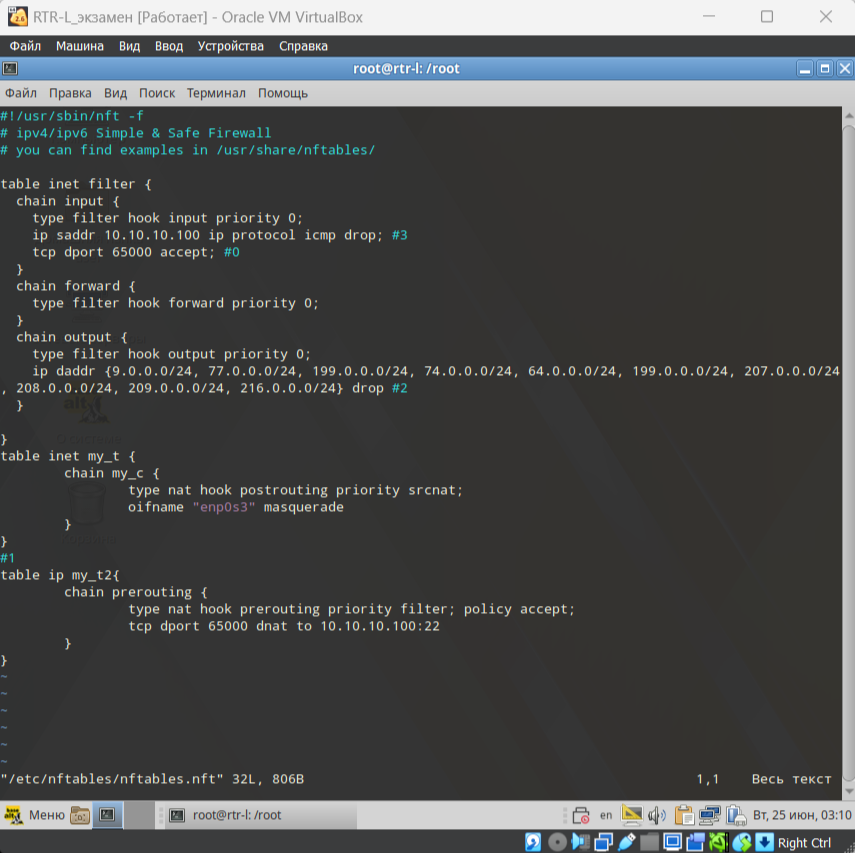 RTR-L_экзамен [Работает] - Oracle VM VirtualBox
Файл Машина Вид Ввод Устройства Справка
root@rtr-l: /root
Файл Правка Вид Поиск Терминал Помощь
#!/usr/sbin/nft -f
# ipv4/ipv6 Simple & Safe Firewall
# you can find examples in /usr/share/nftables/
table inet filter {
  chain input {
    type filter hook input priority 0;
    ip saddr 10.10.10.100 ip protocol icmp drop; #3
    tcp dport 65000 accept; #0
  }
  chain forward {
    type filter hook forward priority 0;
  }
  chain output {
    type filter hook output priority 0;
    ip daddr {9.0.0.0/24, 77.0.0.0/24, 199.0.0.0/24, 74.0.0.0/24, 64.0.0.0/24, 199.0.0.0/24, 207.0.0.0/24
, 208.0.0.0/24, 209.0.0.0/24, 216.0.0.0/24} drop #2
  }
}
table inet my_t {
        chain my_c {
                type nat hook postrouting priority srcnat;
                oifname "enp0s3" masquerade
        }
}
#1
table ip my_t2{
        chain prerouting {
                type nat hook prerouting priority filter; policy accept;
                tcp dport 65000 dnat to 10.10.10.100:22
        }
}
~
~
~
~
~
~
"/etc/nftables/nftables.nft" 32L, 806B 1,1 Весь текст
Меню root@rtr-l: /root en Вт, 25 июн, 03:10
Right Ctrl